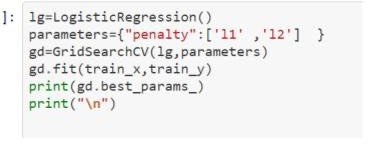 ]: lg=LogisticRegression()
parameters={"penalty":['l1' ,'l2']  }
gd=GridSearchCV(lg,parameters)
gd.fit(train_x,train_y)
print(gd.best_params_)
print("\n")